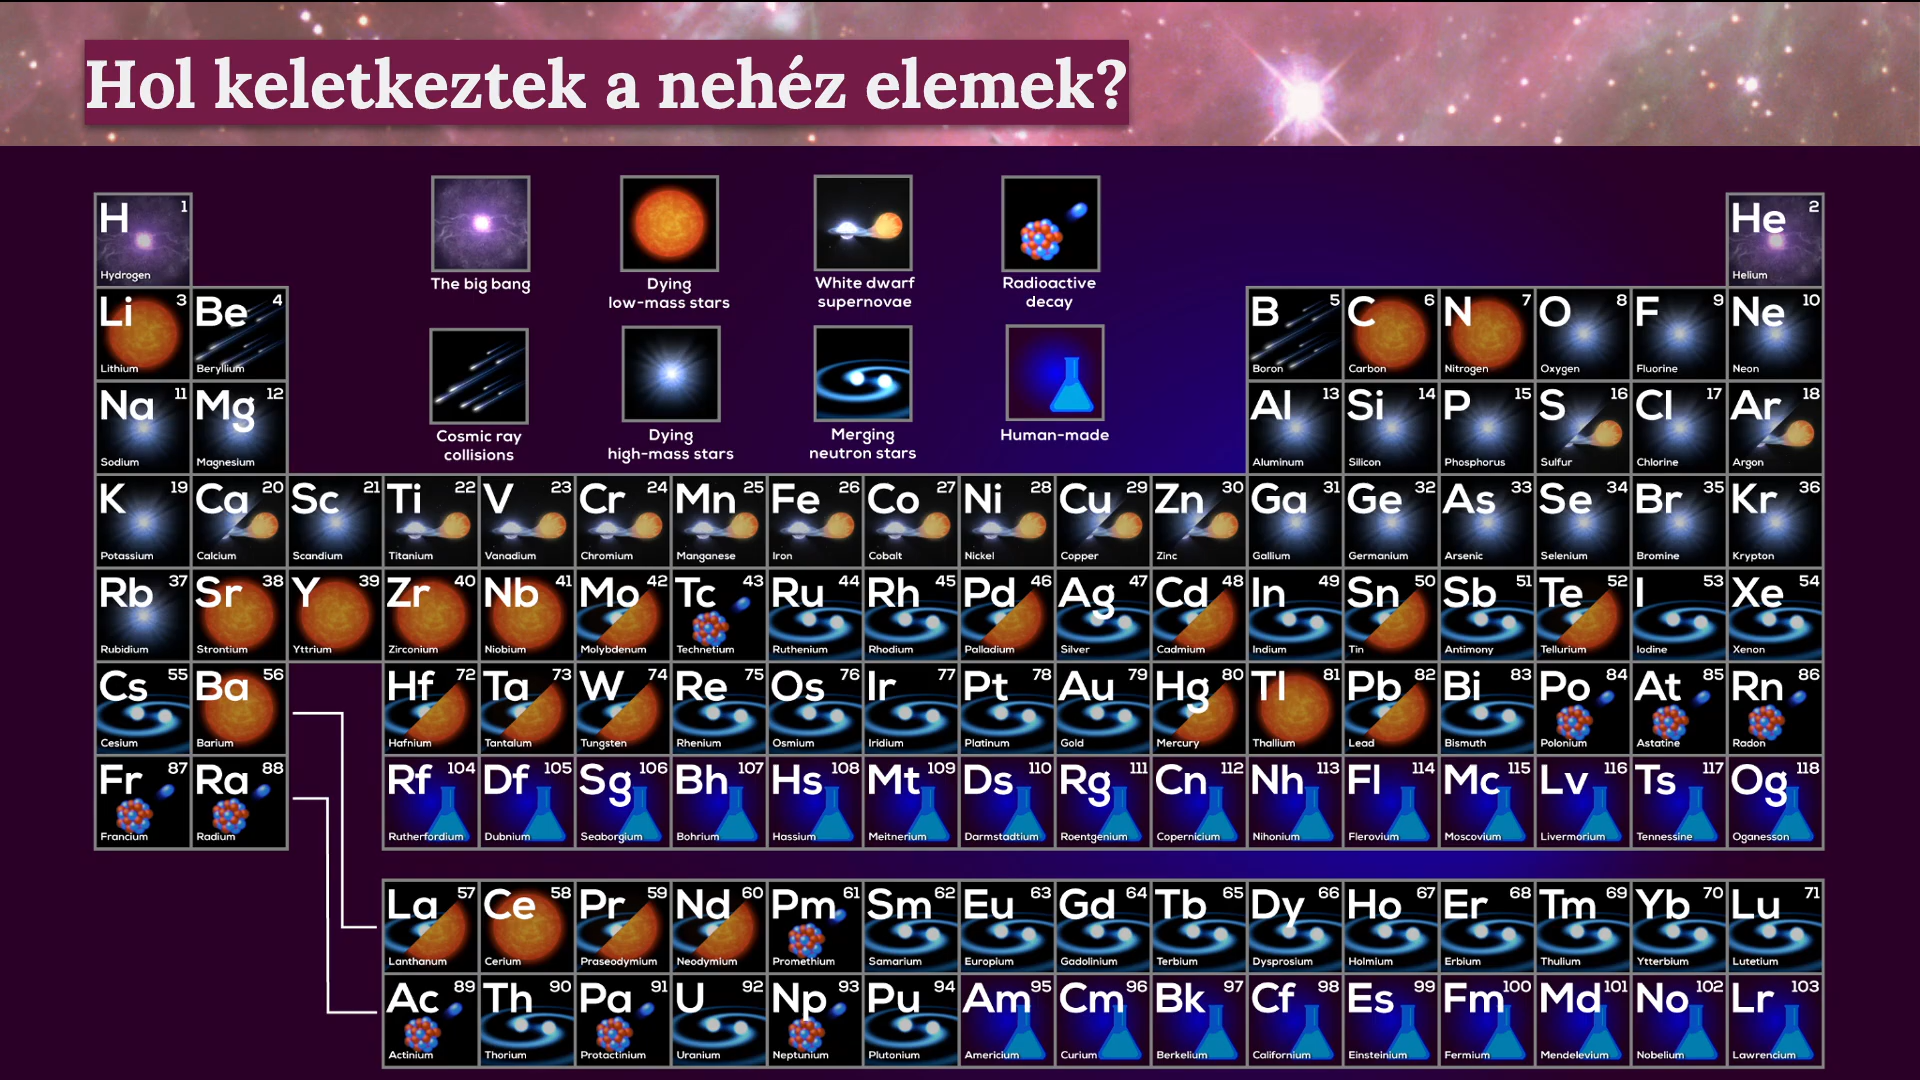 Hol keletkeztek a nehéz elemek?
The big bang
Dying
low-mass stars
White dwarf
supernovae
Radioactive
decay
Cosmic ray
collisions
Dying
high-mass stars
Merging
neutron stars
Human-made
H 1 Hydrogen
He 2 Helium
Li 3 Lithium
Be 4 Beryllium
B 5 Boron
C 6 Carbon
N 7 Nitrogen
O 8 Oxygen
F 9 Fluorine
Ne 10 Neon
Na 11 Sodium
Mg 12 Magnesium
Al 13 Aluminum
Si 14 Silicon
P 15 Phosphorus
S 16 Sulfur
Cl 17 Chlorine
Ar 18 Argon
K 19 Potassium
Ca 20 Calcium
Sc 21 Scandium
Ti 22 Titanium
V 23 Vanadium
Cr 24 Chromium
Mn 25 Manganese
Fe 26 Iron
Co 27 Cobalt
Ni 28 Nickel
Cu 29 Copper
Zn 30 Zinc
Ga 31 Gallium
Ge 32 Germanium
As 33 Arsenic
Se 34 Selenium
Br 35 Bromine
Kr 36 Krypton
Rb 37 Rubidium
Sr 38 Strontium
Y 39 Yttrium
Zr 40 Zirconium
Nb 41 Niobium
Mo 42 Molybdenum
Tc 43 Technetium
Ru 44 Ruthenium
Rh 45 Rhodium
Pd 46 Palladium
Ag 47 Silver
Cd 48 Cadmium
In 49 Indium
Sn 50 Tin
Sb 51 Antimony
Te 52 Tellurium
I 53 Iodine
Xe 54 Xenon
Cs 55 Cesium
Ba 56 Barium
Hf 72 Hafnium
Ta 73 Tantalum
W 74 Tungsten
Re 75 Rhenium
Os 76 Osmium
Ir 77 Iridium
Pt 78 Platinum
Au 79 Gold
Hg 80 Mercury
Tl 81 Thallium
Pb 82 Lead
Bi 83 Bismuth
Po 84 Polonium
At 85 Astatine
Rn 86 Radon
Fr 87 Francium
Ra 88 Radium
Rf 104 Rutherfordium
Df 105 Dubnium
Sg 106 Seaborgium
Bh 107 Bohrium
Hs 108 Hassium
Mt 109 Meitnerium
Ds 110 Darmstadtium
Rg 111 Roentgenium
Cn 112 Copernicium
Nh 113 Nihonium
Fl 114 Flerovium
Mc 115 Moscovium
Lv 116 Livermorium
Ts 117 Tennessine
Og 118 Oganesson
La 57 Lanthanum
Ce 58 Cerium
Pr 59 Praseodymium
Nd 60 Neodymium
Pm 61 Promethium
Sm 62 Samarium
Eu 63 Europium
Gd 64 Gadolinium
Tb 65 Terbium
Dy 66 Dysprosium
Ho 67 Holmium
Er 68 Erbium
Tm 69 Thulium
Yb 70 Ytterbium
Lu 71 Lutetium
Ac 89 Actinium
Th 90 Thorium
Pa 91 Protactinium
U 92 Uranium
Np 93 Neptunium
Pu 94 Plutonium
Am 95 Americium
Cm 96 Curium
Bk 97 Berkelium
Cf 98 Californium
Es 99 Einsteinium
Fm 100 Fermium
Md 101 Mendelevium
No 102 Nobelium
Lr 103 Lawrencium